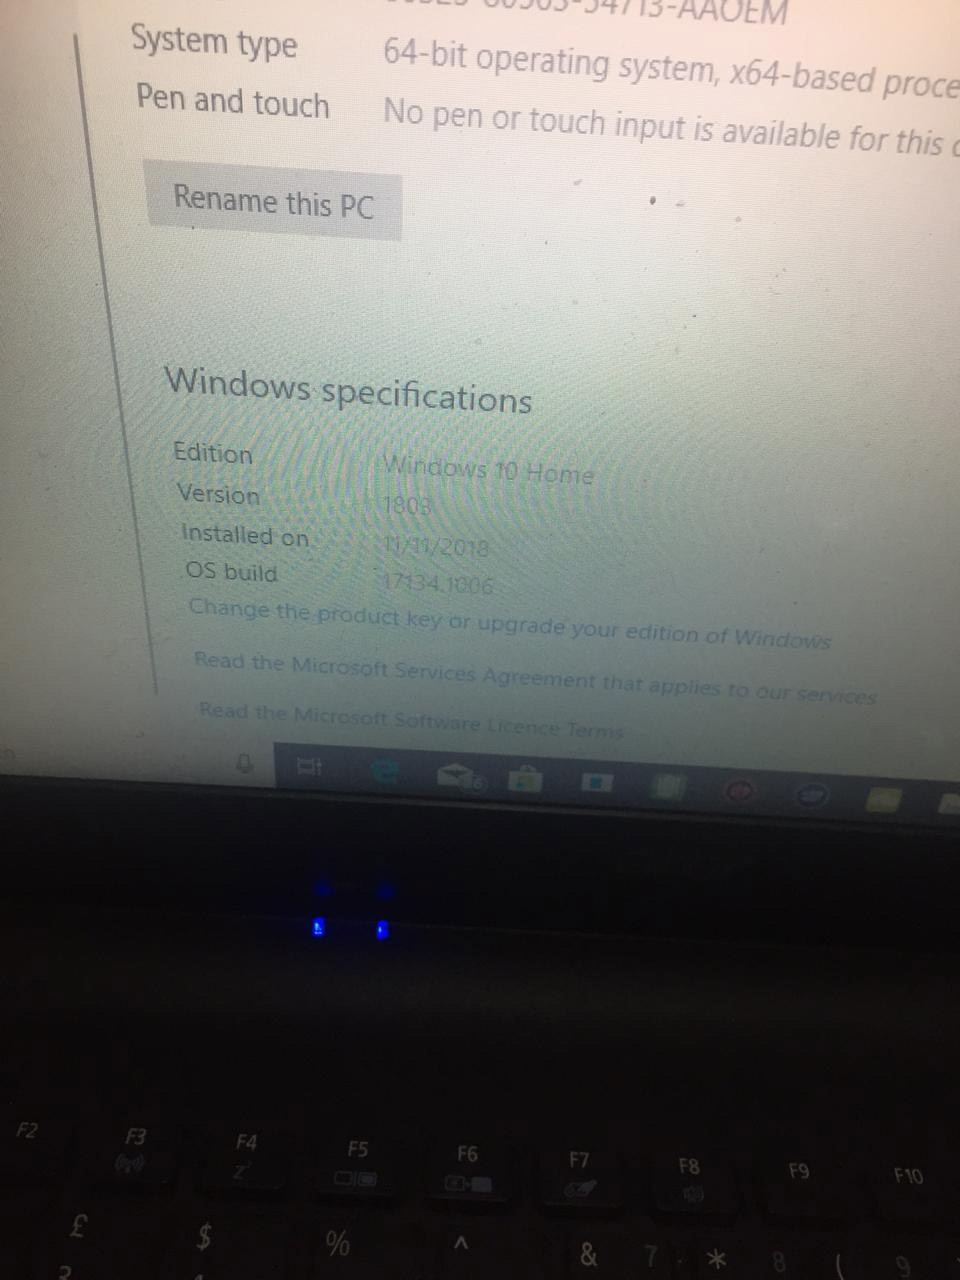 -AAOEM
System type 64-bit operating system, x64-based proce
Pen and touch No pen or touch input is available for this
Rename this PC
Windows specifications
Edition Windows 10 Home
Version 1803
Installed on 11/11/2018
OS build 17134.1006
Change the product key or upgrade your edition of Windows
Read the Microsoft Services Agreement that applies to our services
Read the Microsoft Software Licence Terms
F2 F3 F4 F5 F6 F7 F8 F9 F10
£ $ % ^ & 7 * 8 ( 9